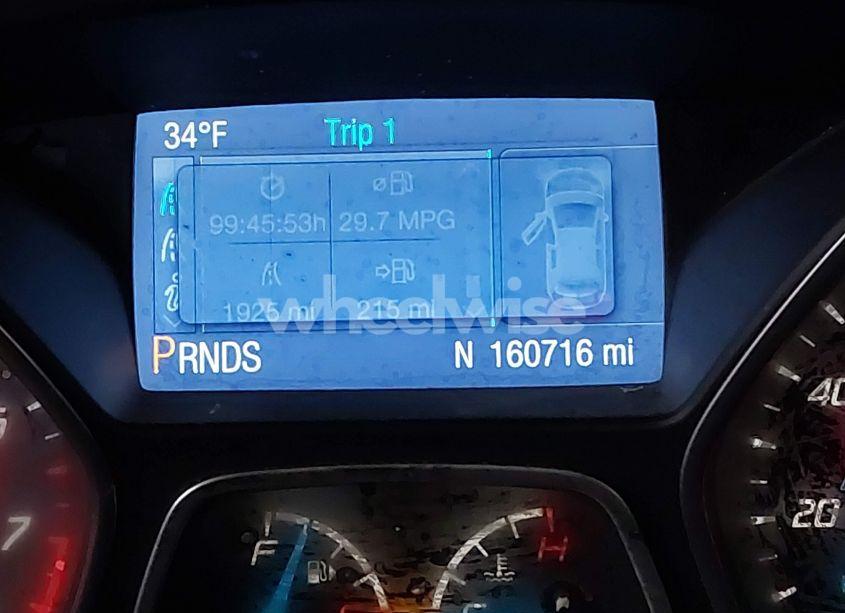 34°F Trip 1
99:45:53h 29.7 MPG
1925 mi 215 mi
wheelwise
PRNDS N 160716 mi
40
20
7
F H